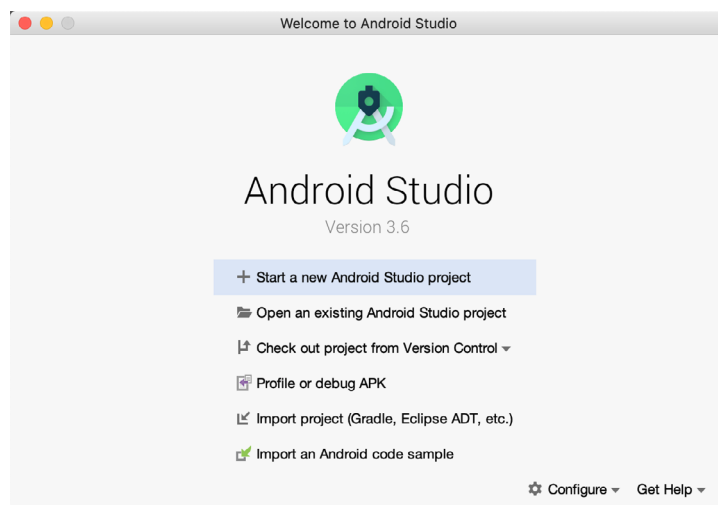 Welcome to Android Studio
Android Studio
Version 3.6
Start a new Android Studio project
Open an existing Android Studio project
Check out project from Version Control
Profile or debug APK
Import project (Gradle, Eclipse ADT, etc.)
Import an Android code sample
Configure Get Help